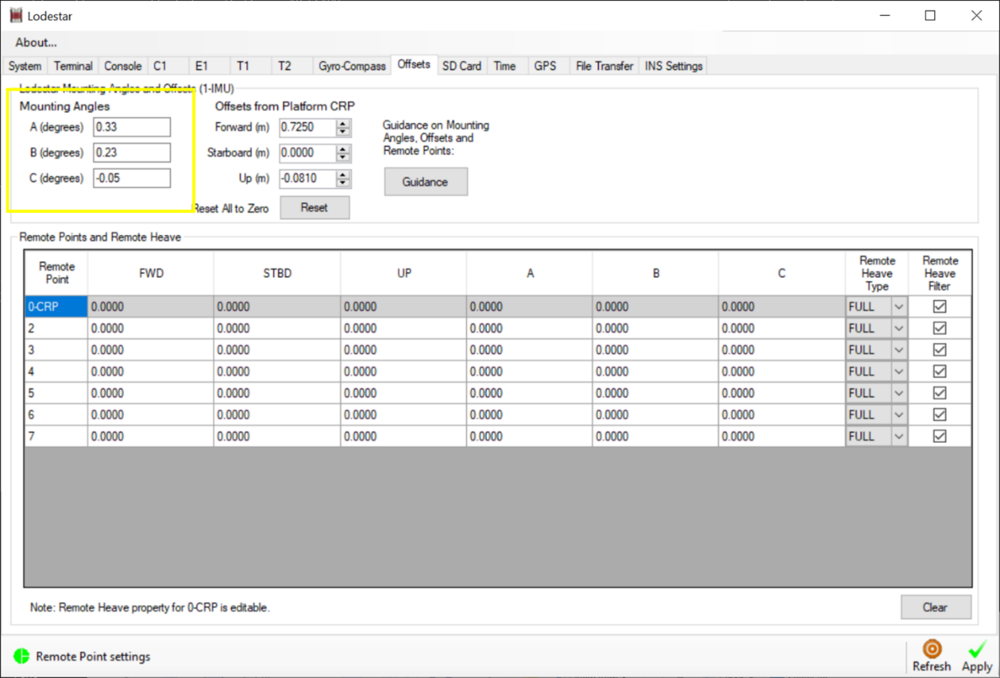 Lodestar
About...
System Terminal Console C1 E1 T1 T2 Gyro-Compass Offsets SD Card Time GPS File Transfer INS Settings
Lodestar Mounting Angles and Offsets (1-IMU)
Mounting Angles
A (degrees) 0.33
B (degrees) 0.23
C (degrees) -0.05
Offsets from Platform CRP
Forward (m) 0.7250
Starboard (m) 0.0000
Up (m) -0.0810
Reset All to Zero Reset
Guidance on Mounting
Angles, Offsets and
Remote Points:
Guidance
Remote Points and Remote Heave
Remote Point FWD STBD UP A B C Remote Heave Type Remote Heave Filter
0-CRP 0.0000 0.0000 0.0000 0.0000 0.0000 0.0000 FULL
2 0.0000 0.0000 0.0000 0.0000 0.0000 0.0000 FULL
3 0.0000 0.0000 0.0000 0.0000 0.0000 0.0000 FULL
4 0.0000 0.0000 0.0000 0.0000 0.0000 0.0000 FULL
5 0.0000 0.0000 0.0000 0.0000 0.0000 0.0000 FULL
6 0.0000 0.0000 0.0000 0.0000 0.0000 0.0000 FULL
7 0.0000 0.0000 0.0000 0.0000 0.0000 0.0000 FULL
Note: Remote Heave property for 0-CRP is editable.
Clear
Remote Point settings
Refresh Apply